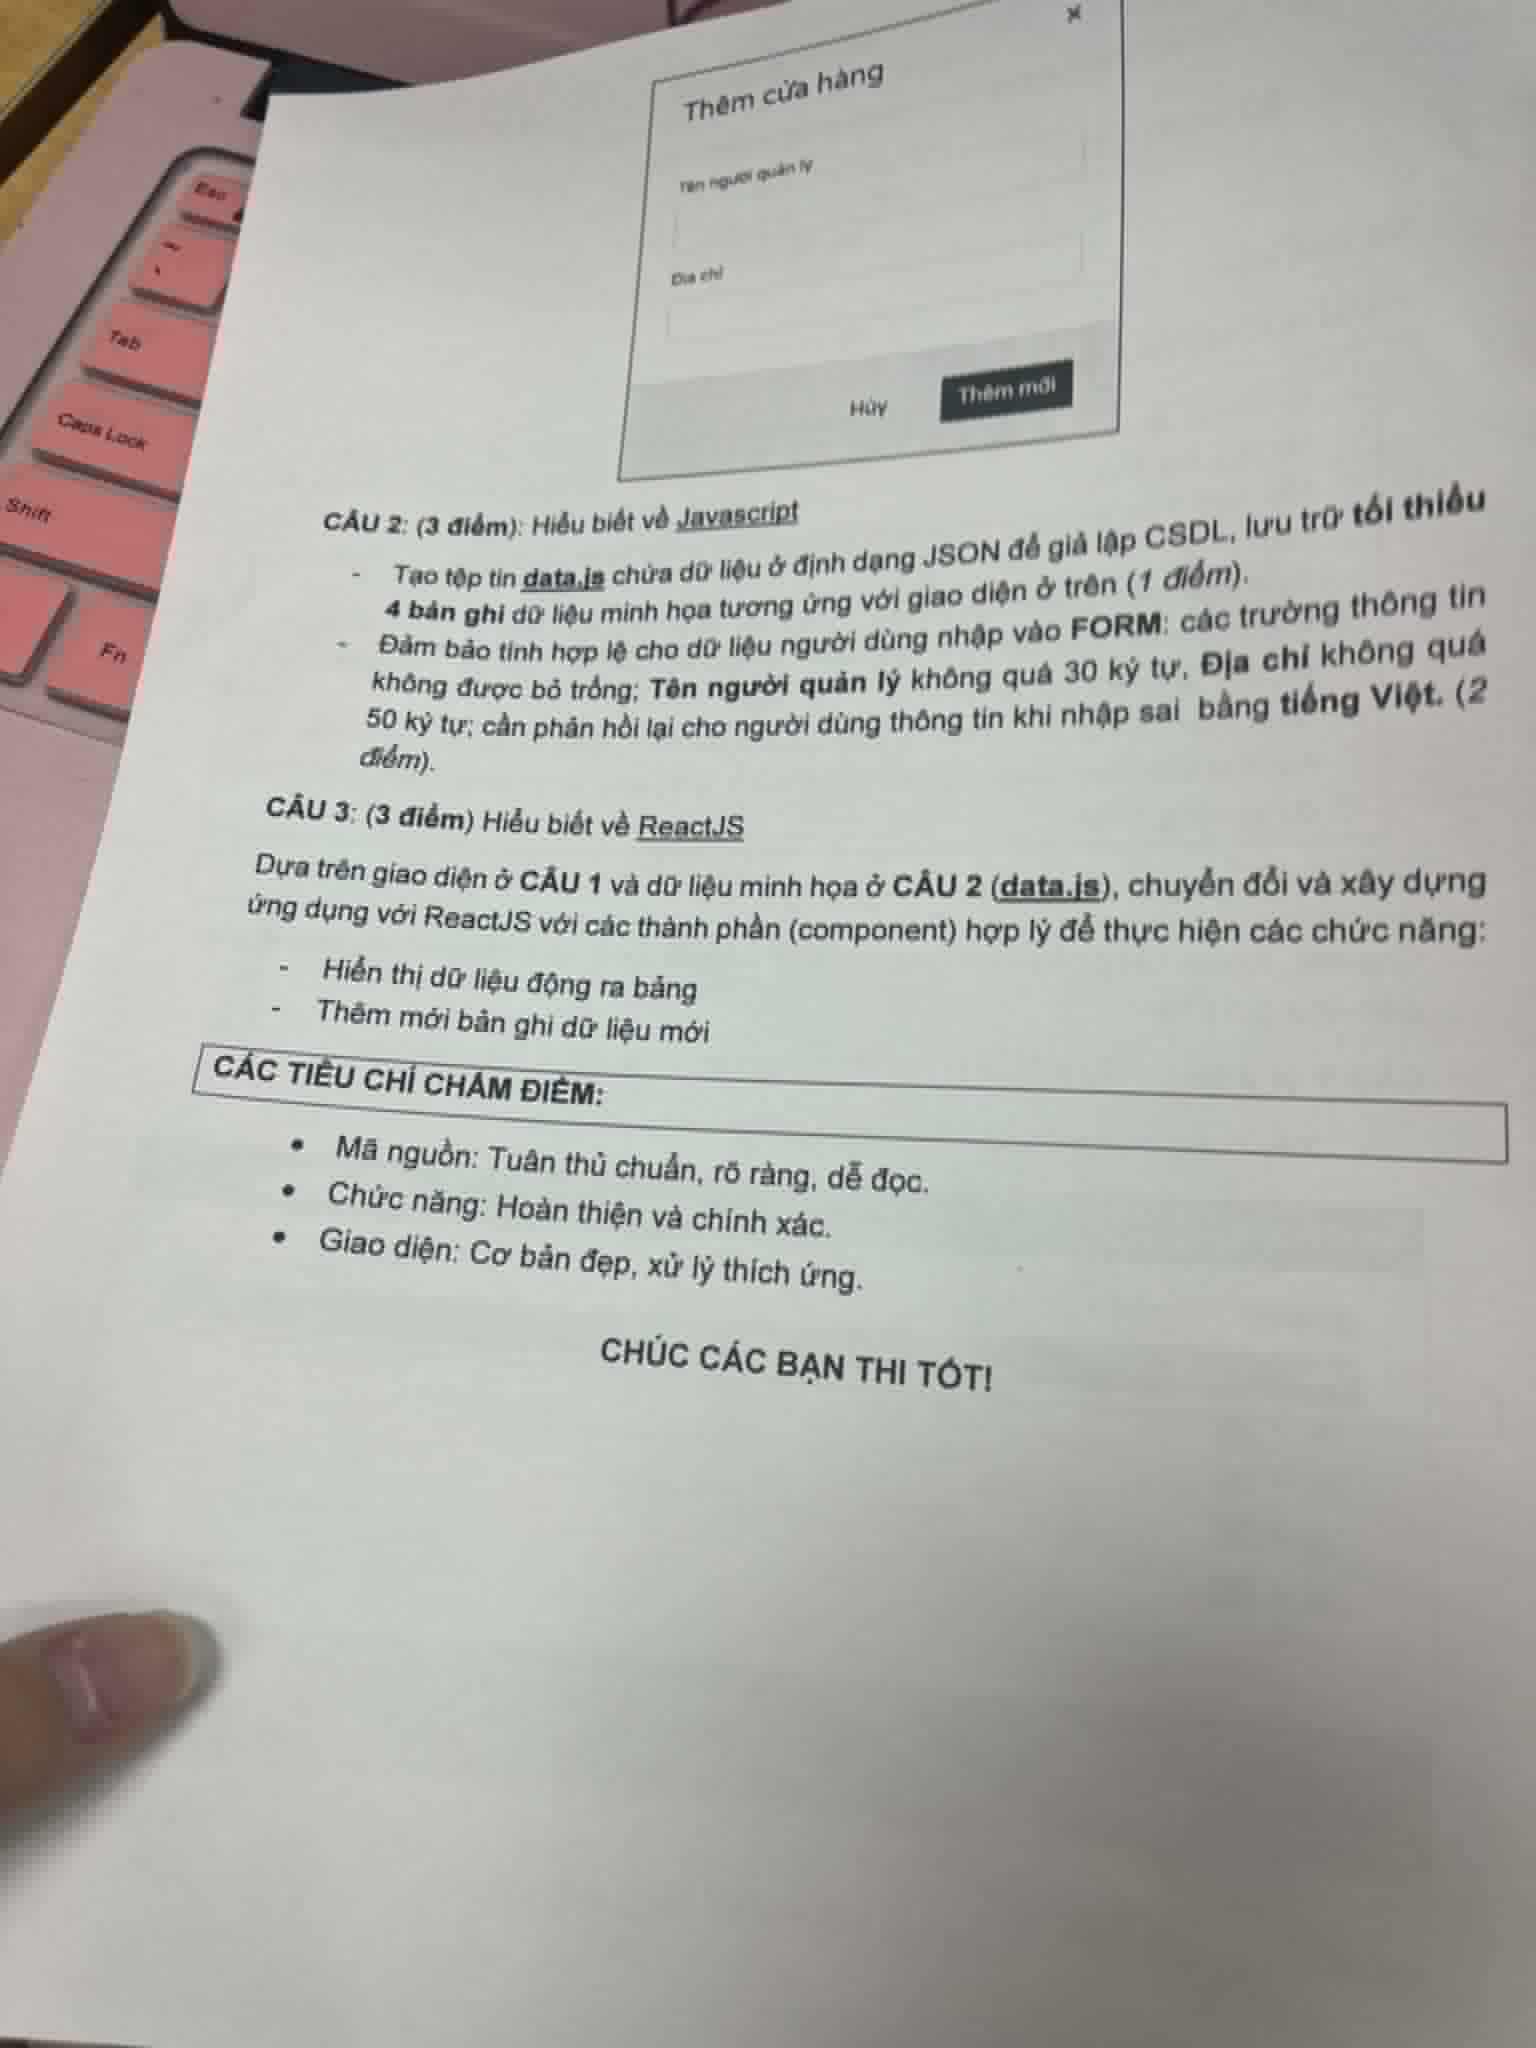 ×
Thêm cửa hàng
Tên người quản lý
Địa chỉ
Hủy
Thêm mới
Esc
~
`
Tab
Caps Lock
Shift
Fn
CÂU 2: (3 điểm): Hiểu biết về Javascript
- Tạo tệp tin data.js chứa dữ liệu ở định dạng JSON để giả lập CSDL, lưu trữ tối thiểu
4 bản ghi dữ liệu minh họa tương ứng với giao diện ở trên (1 điểm).
- Đảm bảo tính hợp lệ cho dữ liệu người dùng nhập vào FORM: các trường thông tin
không được bỏ trống; Tên người quản lý không quá 30 ký tự, Địa chỉ không quá
50 ký tự; cần phản hồi lại cho người dùng thông tin khi nhập sai bằng tiếng Việt. (2
điểm).
CÂU 3: (3 điểm) Hiểu biết về ReactJS
Dựa trên giao diện ở CÂU 1 và dữ liệu minh họa ở CÂU 2 (data.js), chuyển đổi và xây dựng
ứng dụng với ReactJS với các thành phần (component) hợp lý để thực hiện các chức năng:
- Hiển thị dữ liệu động ra bảng
- Thêm mới bản ghi dữ liệu mới
CÁC TIÊU CHÍ CHẤM ĐIỂM:
• Mã nguồn: Tuân thủ chuẩn, rõ ràng, dễ đọc.
• Chức năng: Hoàn thiện và chính xác.
• Giao diện: Cơ bản đẹp, xử lý thích ứng.
CHÚC CÁC BẠN THI TỐT!